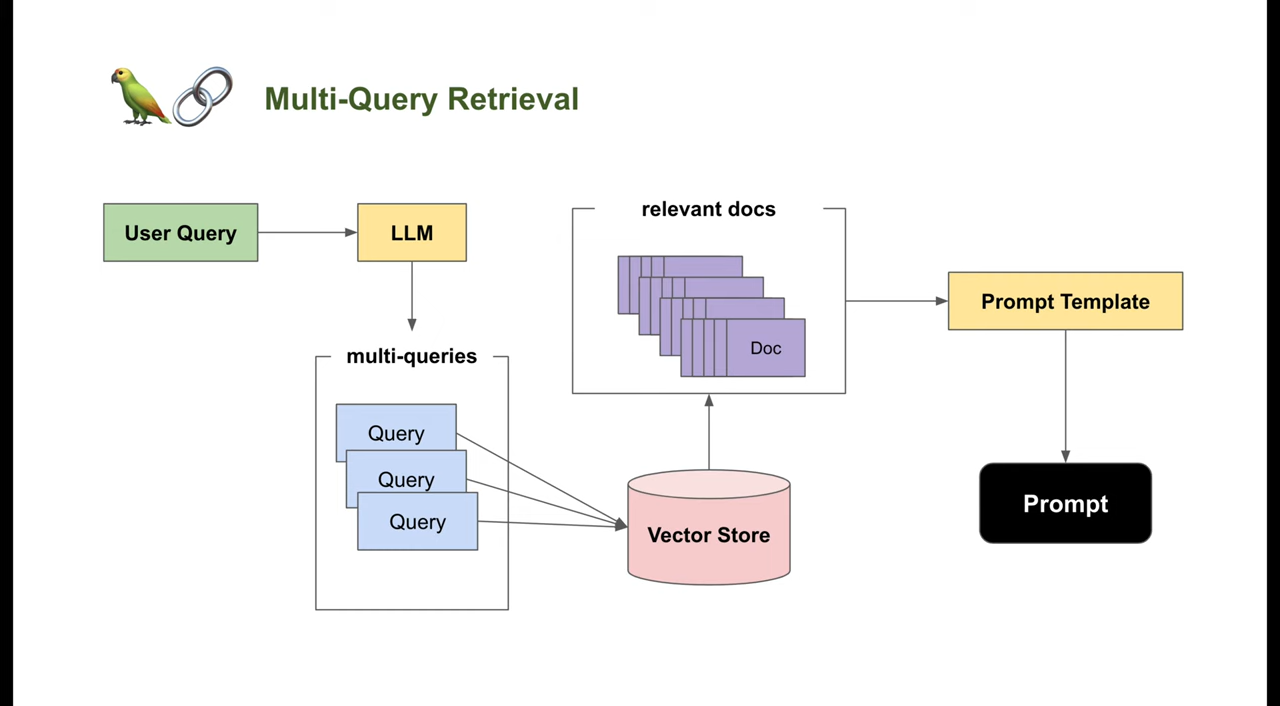 Multi-Query Retrieval
User Query
LLM
multi-queries
Query
Query
Query
Vector Store
relevant docs
Doc
Prompt Template
Prompt